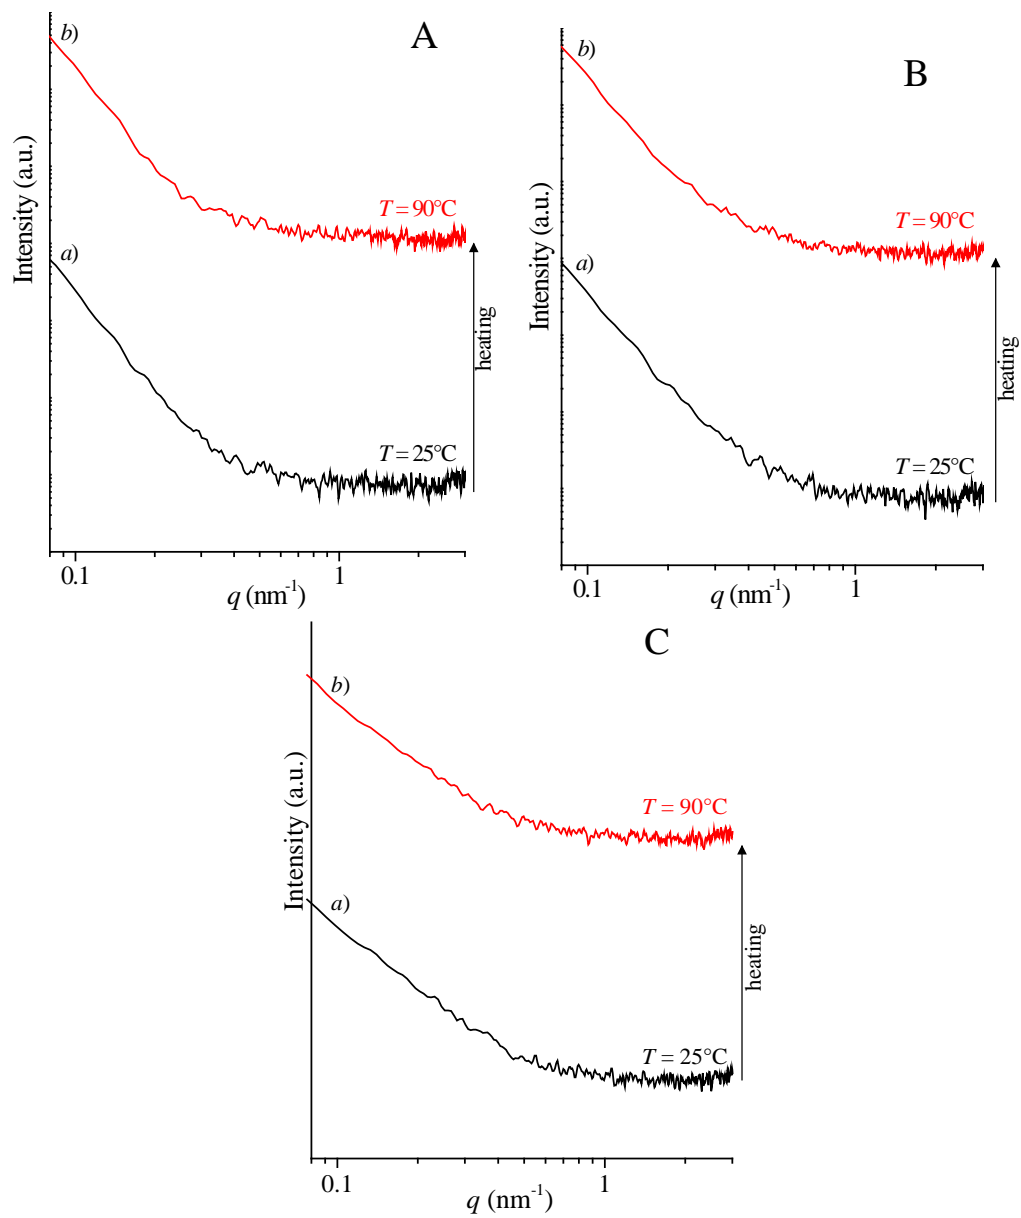 A
b)
Intensity (a.u.)
T = 90°C
a)
heating
T = 25°C
0.1
1
q (nm⁻¹)
B
b)
Intensity (a.u.)
T = 90°C
a)
heating
T = 25°C
0.1
1
q (nm⁻¹)
C
b)
Intensity (a.u.)
T = 90°C
a)
heating
T = 25°C
0.1
1
q (nm⁻¹)